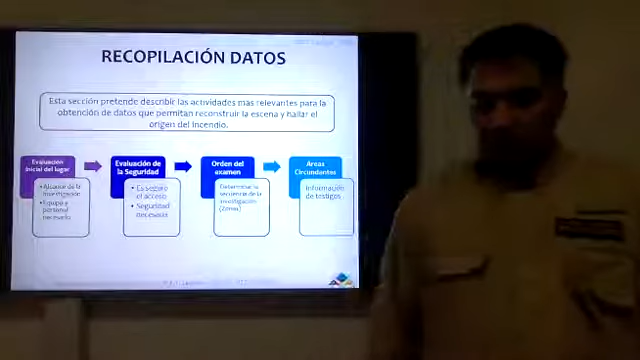 RECOPILACIÓN DATOS
Esta sección pretende describir las actividades mas relevantes para la
obtención de datos que permitan reconstruir la escena y hallar el
origen del incendio.
Evaluacion
inicial del lugar
• Alcance de la
investigación
• Equipo y
personal
necesario
Evaluación de
la Seguridad
• Es seguro
el acceso
• Seguridad
necesaria
Orden del
examen
Determinar la
secuencia de la
investigación
(Zonas)
Areas
Circundantes
Información
de testigos.